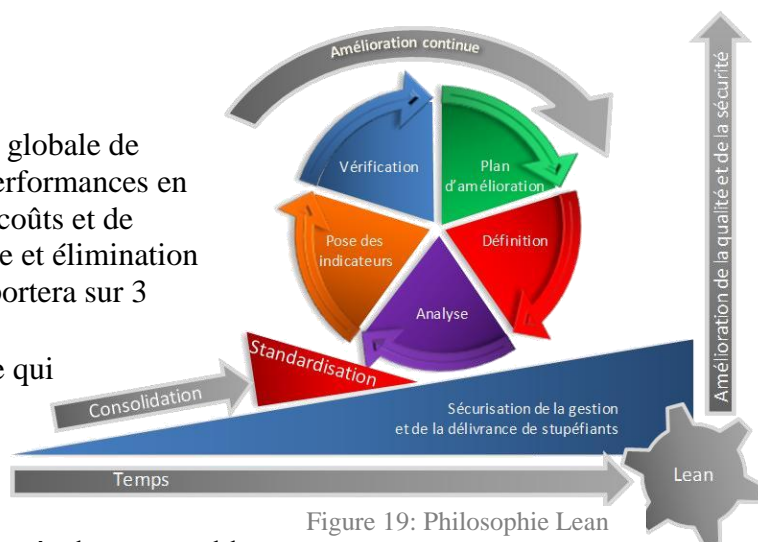 Amélioration continue
globale de
erformances en
coûts et de
e et élimination
portera sur 3
e qui
Vérification
Plan
d'amélioration
Pose des
indicateurs
Définition
Analyse
Standardisation
Consolidation
Sécurisation de la gestion
et de la délivrance de stupéfiants
Temps
Lean
Amélioration de la qualité et de la sécurité
Figure 19: Philosophie Lean